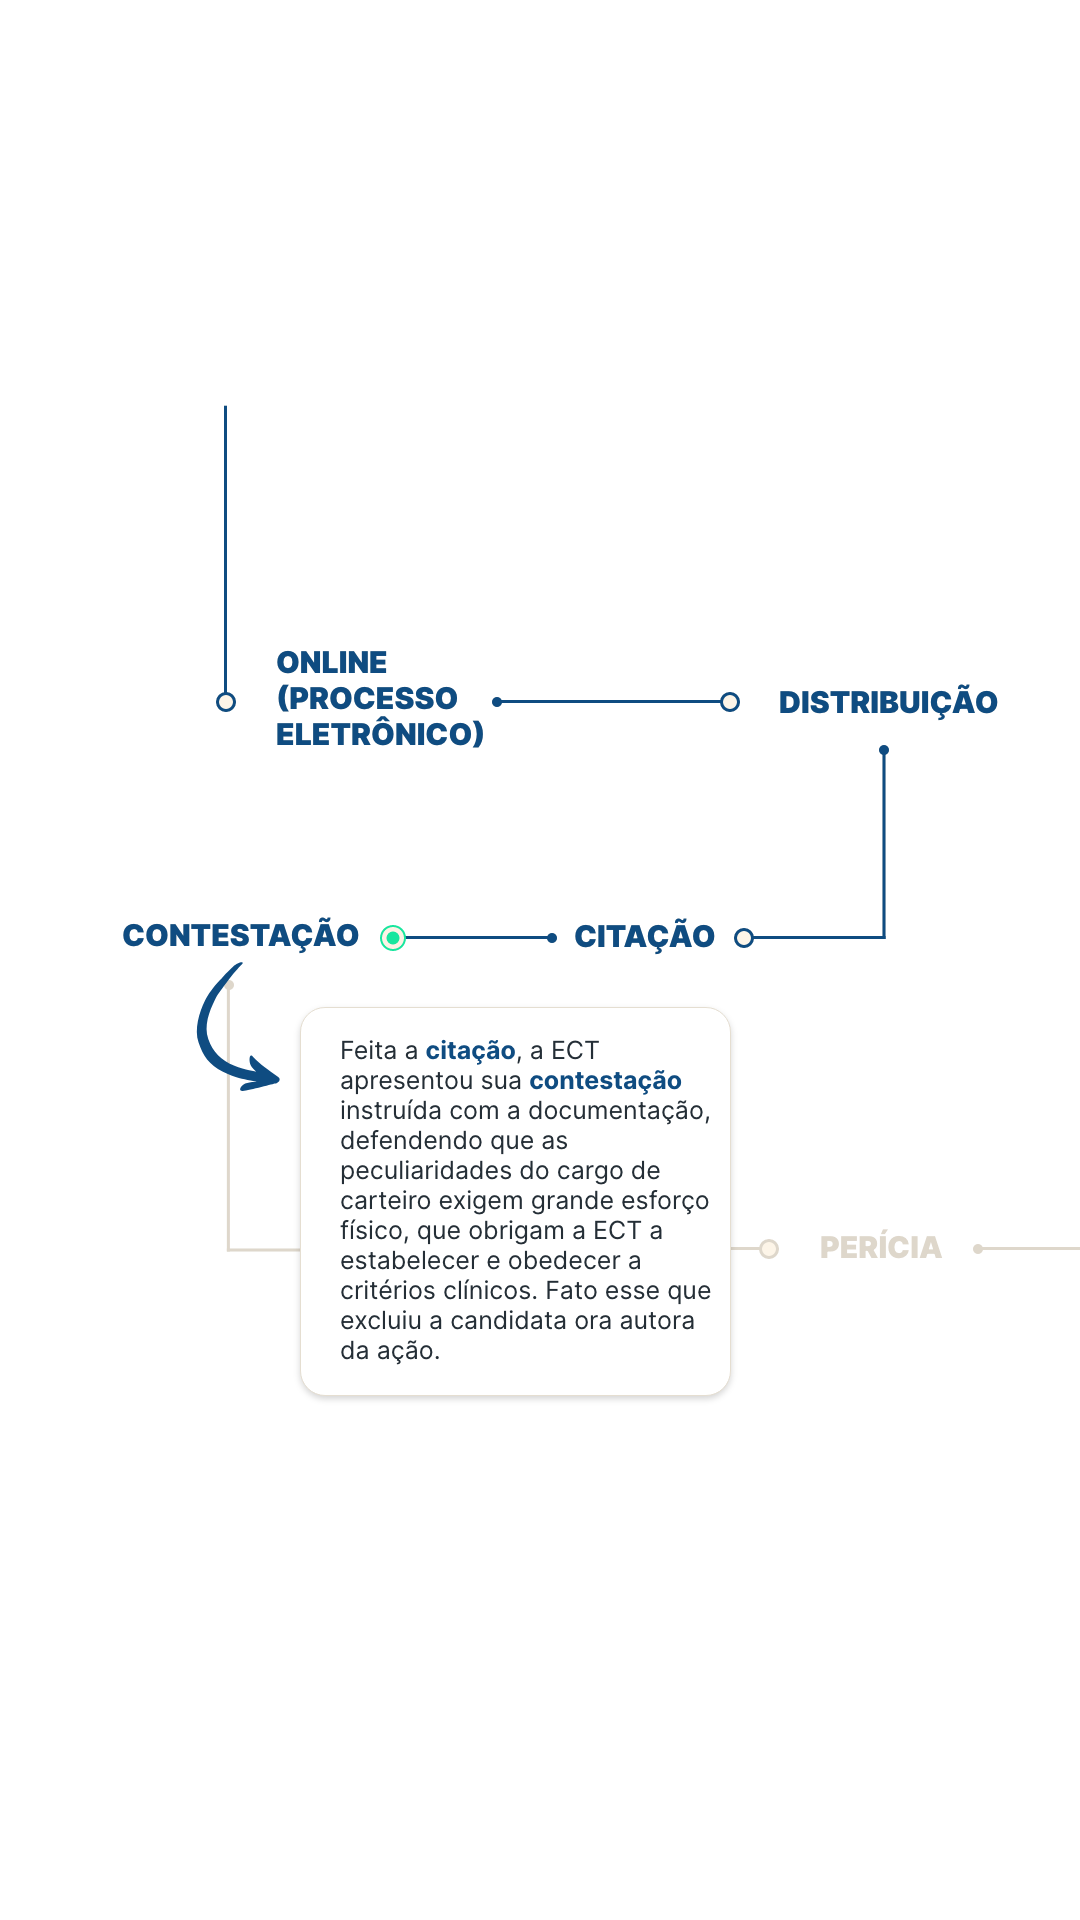 ONLINE
(PROCESSO
ELETRÔNICO)
DISTRIBUIÇÃO
CONTESTAÇÃO
CITAÇÃO
Feita a citação, a ECT
apresentou sua contestação
instruída com a documentação,
defendendo que as
peculiaridades do cargo de
carteiro exigem grande esforço
físico, que obrigam a ECT a
estabelecer e obedecer a
critérios clínicos. Fato esse que
excluiu a candidata ora autora
da ação.
PERÍCIA